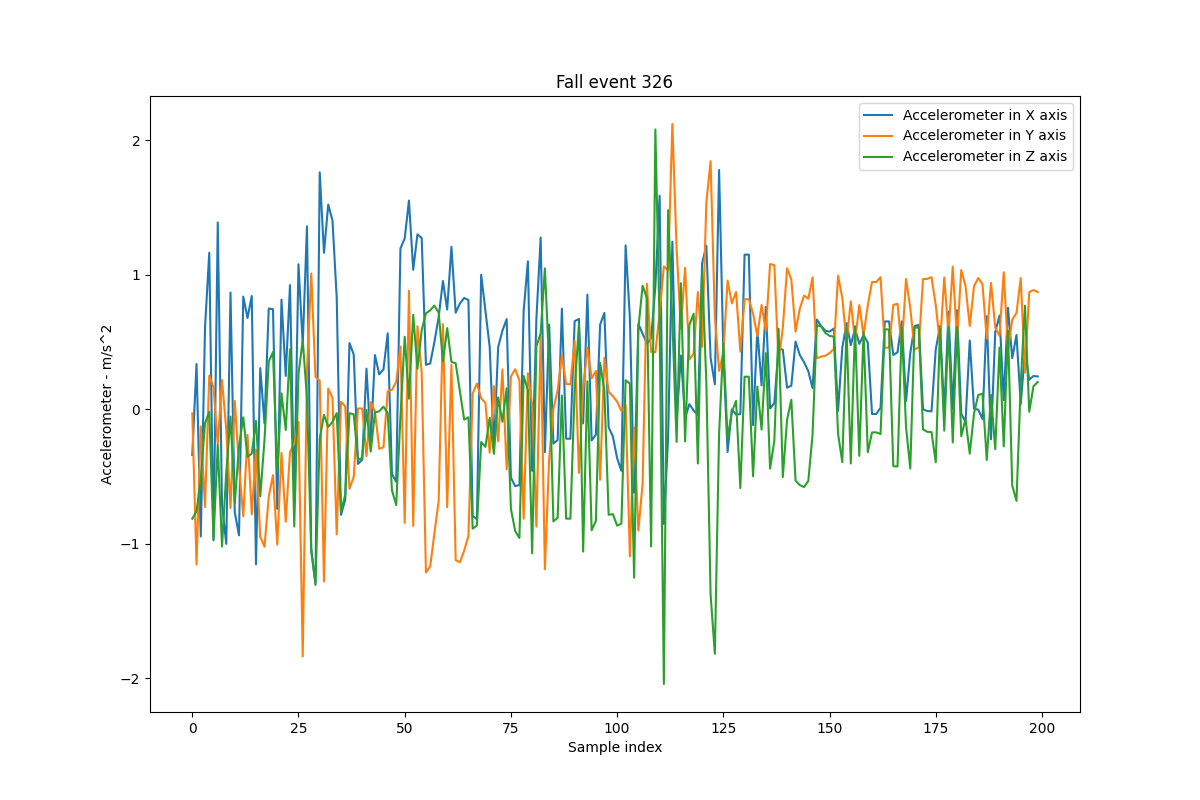 Fall event 326
Accelerometer in X axis
Accelerometer in Y axis
Accelerometer in Z axis
Accelerometer - m/s^2
2
1
0
−1
−2
0 25 50 75 100 125 150 175 200
Sample index